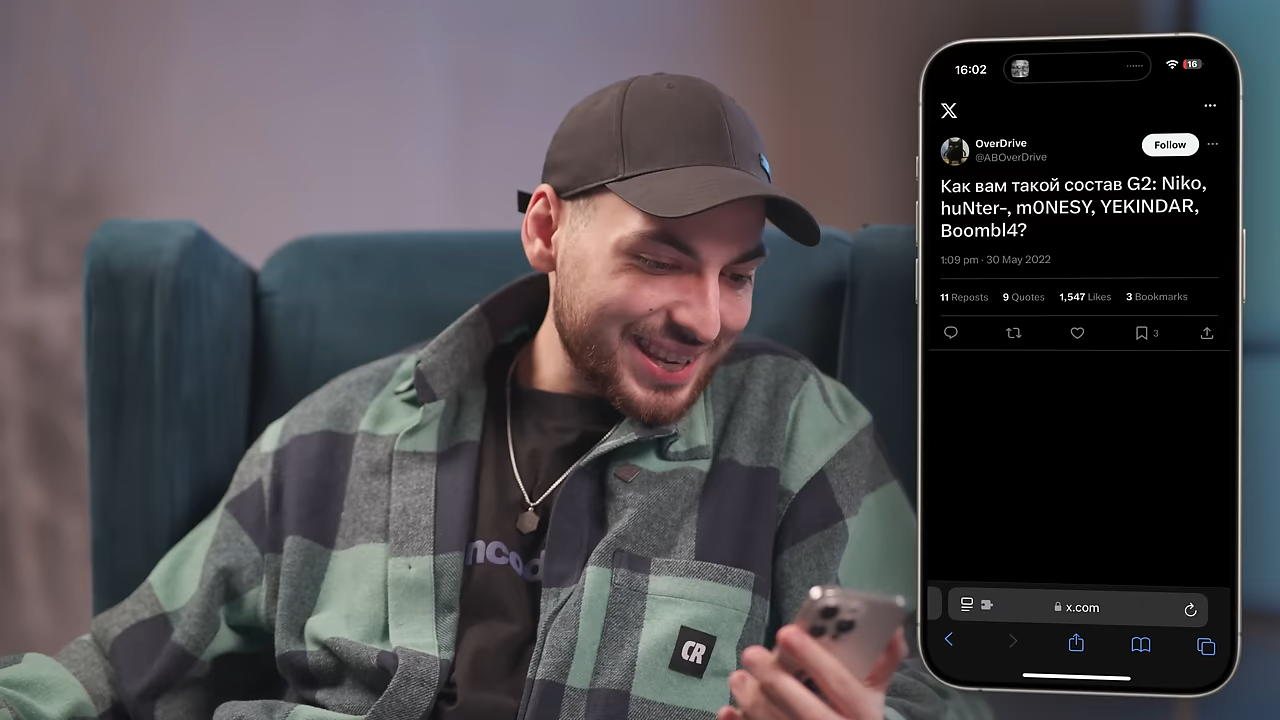 16:02
16
OverDrive
@ABOverDrive
Follow
Как вам такой состав G2: Niko,
huNter-, m0NESY, YEKINDAR,
Boombl4?
1:09 pm · 30 May 2022
11 Reposts 9 Quotes 1,547 Likes 3 Bookmarks
3
x.com
ncod
CR